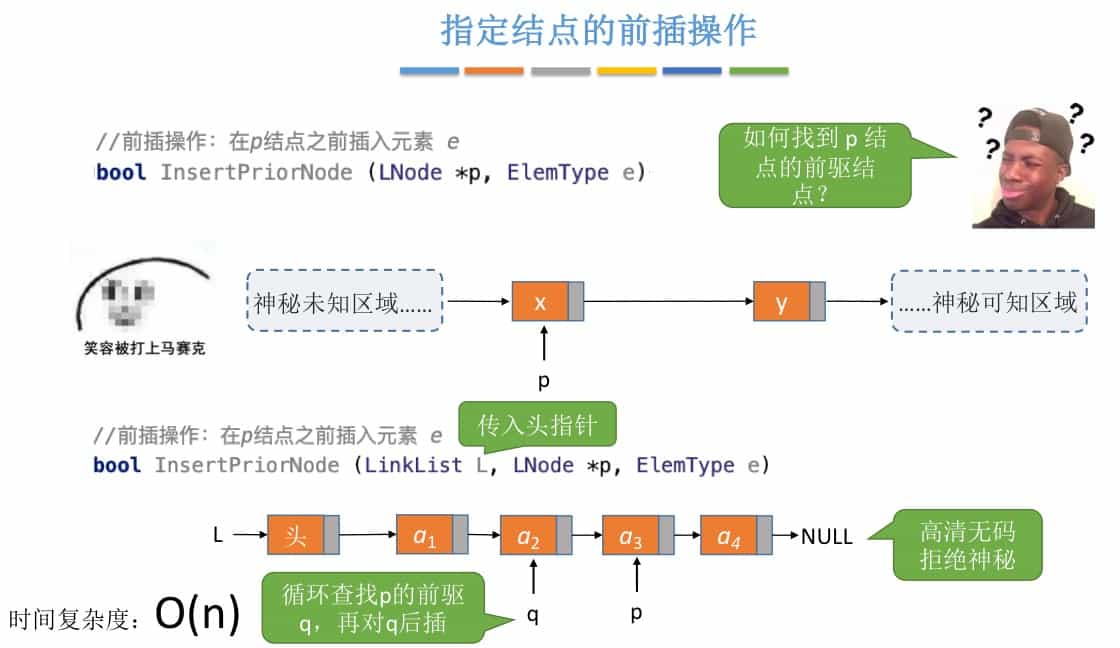 指定结点的前插操作
//前插操作：在p结点之前插入元素 e
bool InsertPriorNode (LNode *p, ElemType e)
如何找到 p 结
点的前驱结
点？
? ? ? ?
笑容被打上马赛克
神秘未知区域……
x
y
……神秘可知区域
p
//前插操作：在p结点之前插入元素 e
传入头指针
bool InsertPriorNode (LinkList L, LNode *p, ElemType e)
L
头
a1
a2
a3
a4
NULL
高清无码
拒绝神秘
时间复杂度：O(n)
循环查找p的前驱
q，再对q后插
q
p